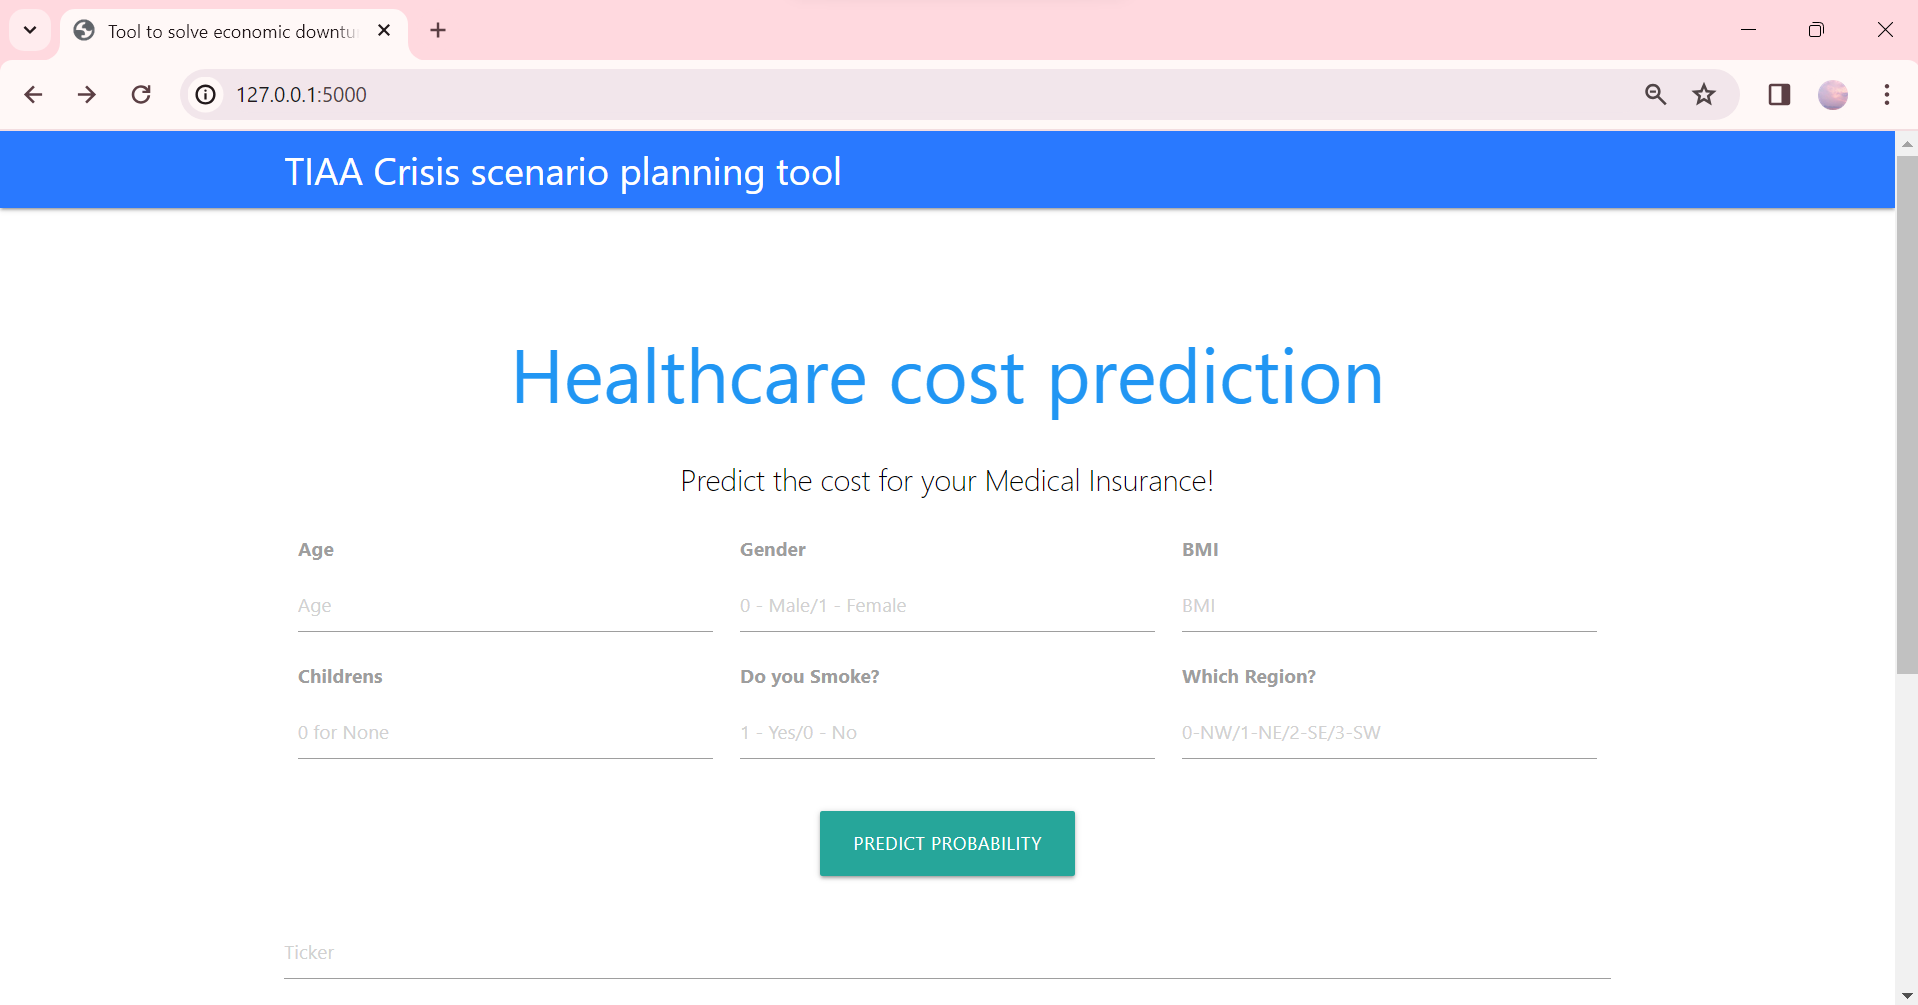 Tool to solve economic downtu
127.0.0.1:5000
TIAA Crisis scenario planning tool
Healthcare cost prediction
Predict the cost for your Medical Insurance!
Age Gender BMI
Age 0 - Male/1 - Female BMI
Childrens Do you Smoke? Which Region?
0 for None 1 - Yes/0 - No 0-NW/1-NE/2-SE/3-SW
PREDICT PROBABILITY
Ticker